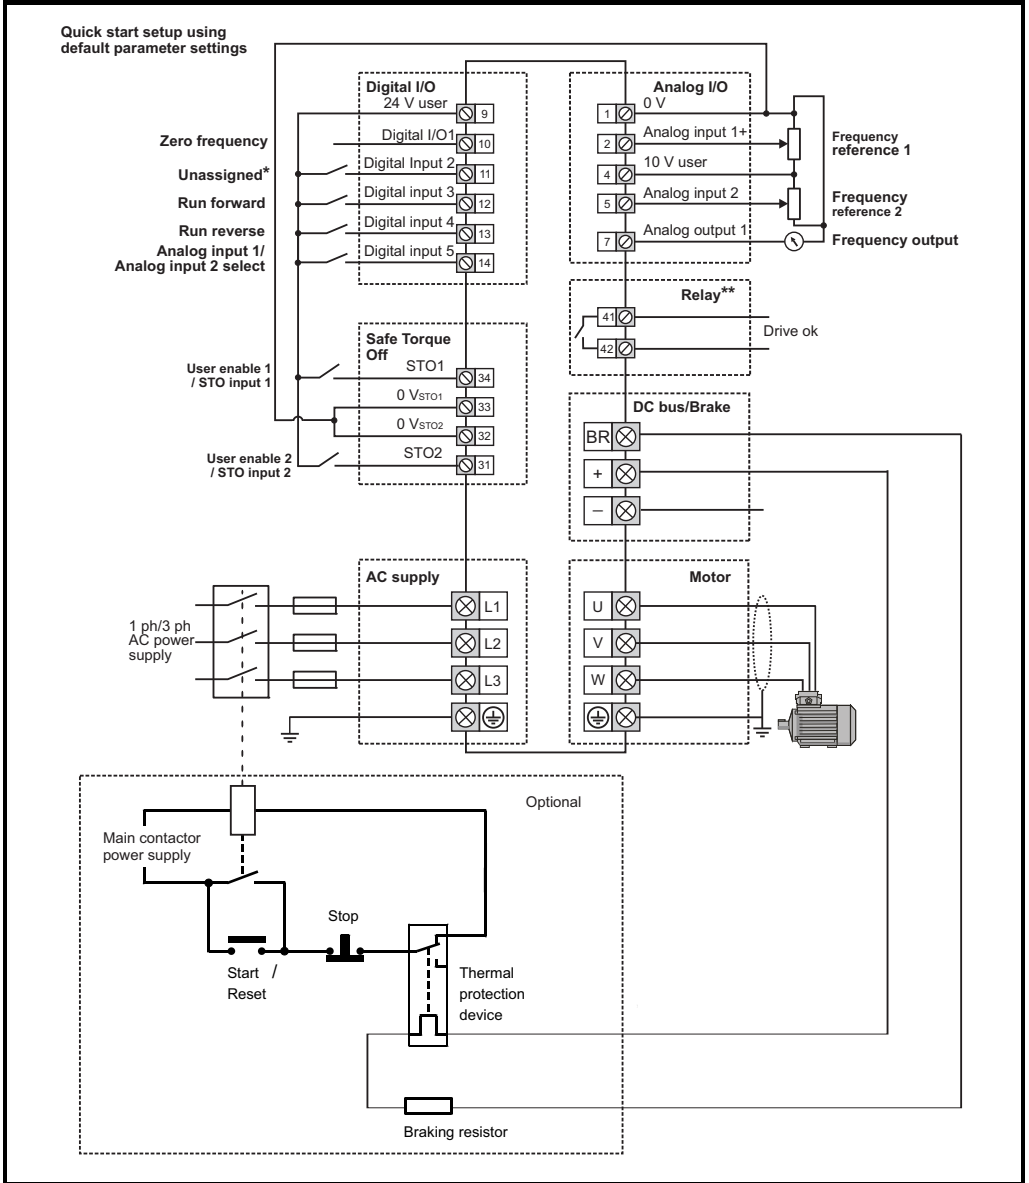 Quick start setup using
default parameter settings
Digital I/O
24 V user
9
Zero frequency
Digital I/O1
10
Unassigned*
Digital Input 2
11
Run forward
Digital input 3
12
Run reverse
Digital input 4
13
Analog input 1/
Analog input 2 select
Digital input 5
14
Analog I/O
1
0 V
2
Analog input 1+
Frequency
reference 1
4
10 V user
5
Analog input 2
Frequency
reference 2
7
Analog output 1
Frequency output
Relay**
41
42
Drive ok
Safe Torque
Off
User enable 1
/ STO input 1
STO1
34
0 VSTO1
33
0 VSTO2
32
User enable 2
/ STO input 2
STO2
31
DC bus/Brake
BR
+
–
AC supply
1 ph/3 ph
AC power
supply
L1
L2
L3
Motor
U
V
W
Optional
Main contactor
power supply
Stop
Start /
Reset
Thermal
protection
device
Braking resistor